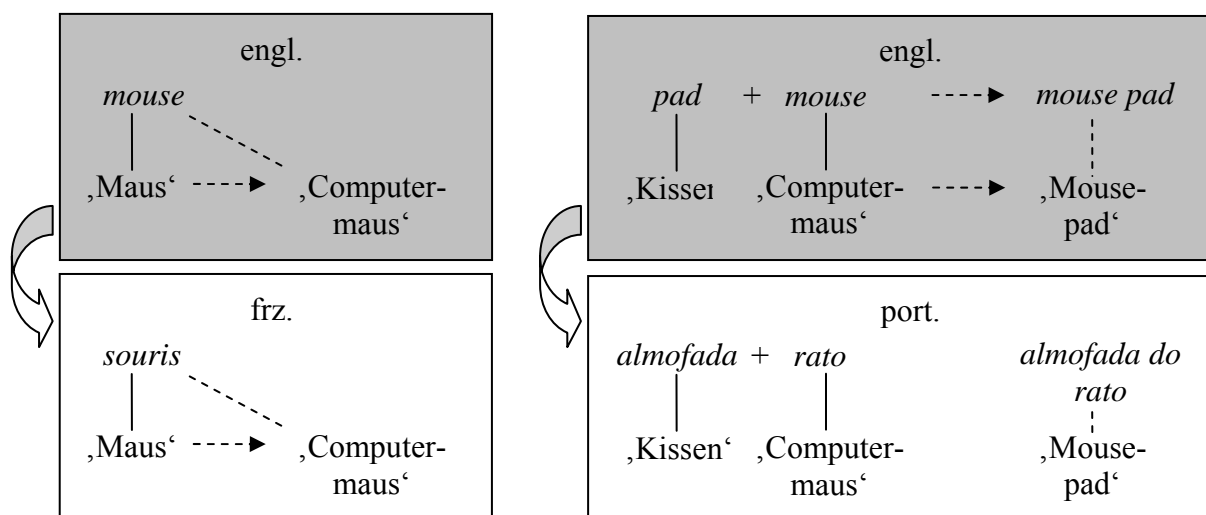 engl.
mouse
‚Maus‘
‚Computer-
maus‘
frz.
souris
‚Maus‘
‚Computer-
maus‘
engl.
pad + mouse mouse pad
‚Kissen ‚Computer-
maus‘
‚Mouse-
pad‘
port.
almofada + rato
almofada do
rato
‚Kissen‘
‚Computer-
maus‘
‚Mouse-
pad‘